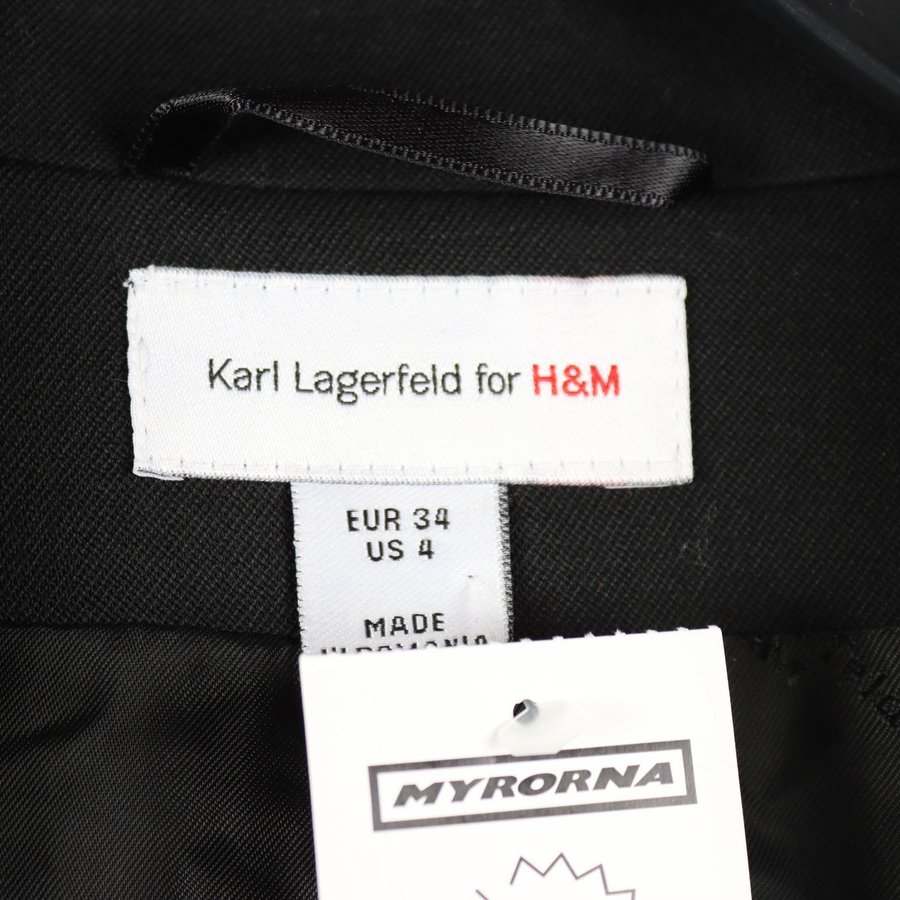 Karl Lagerfeld for H&M
EUR 34
US 4
MADE
MYRORNA